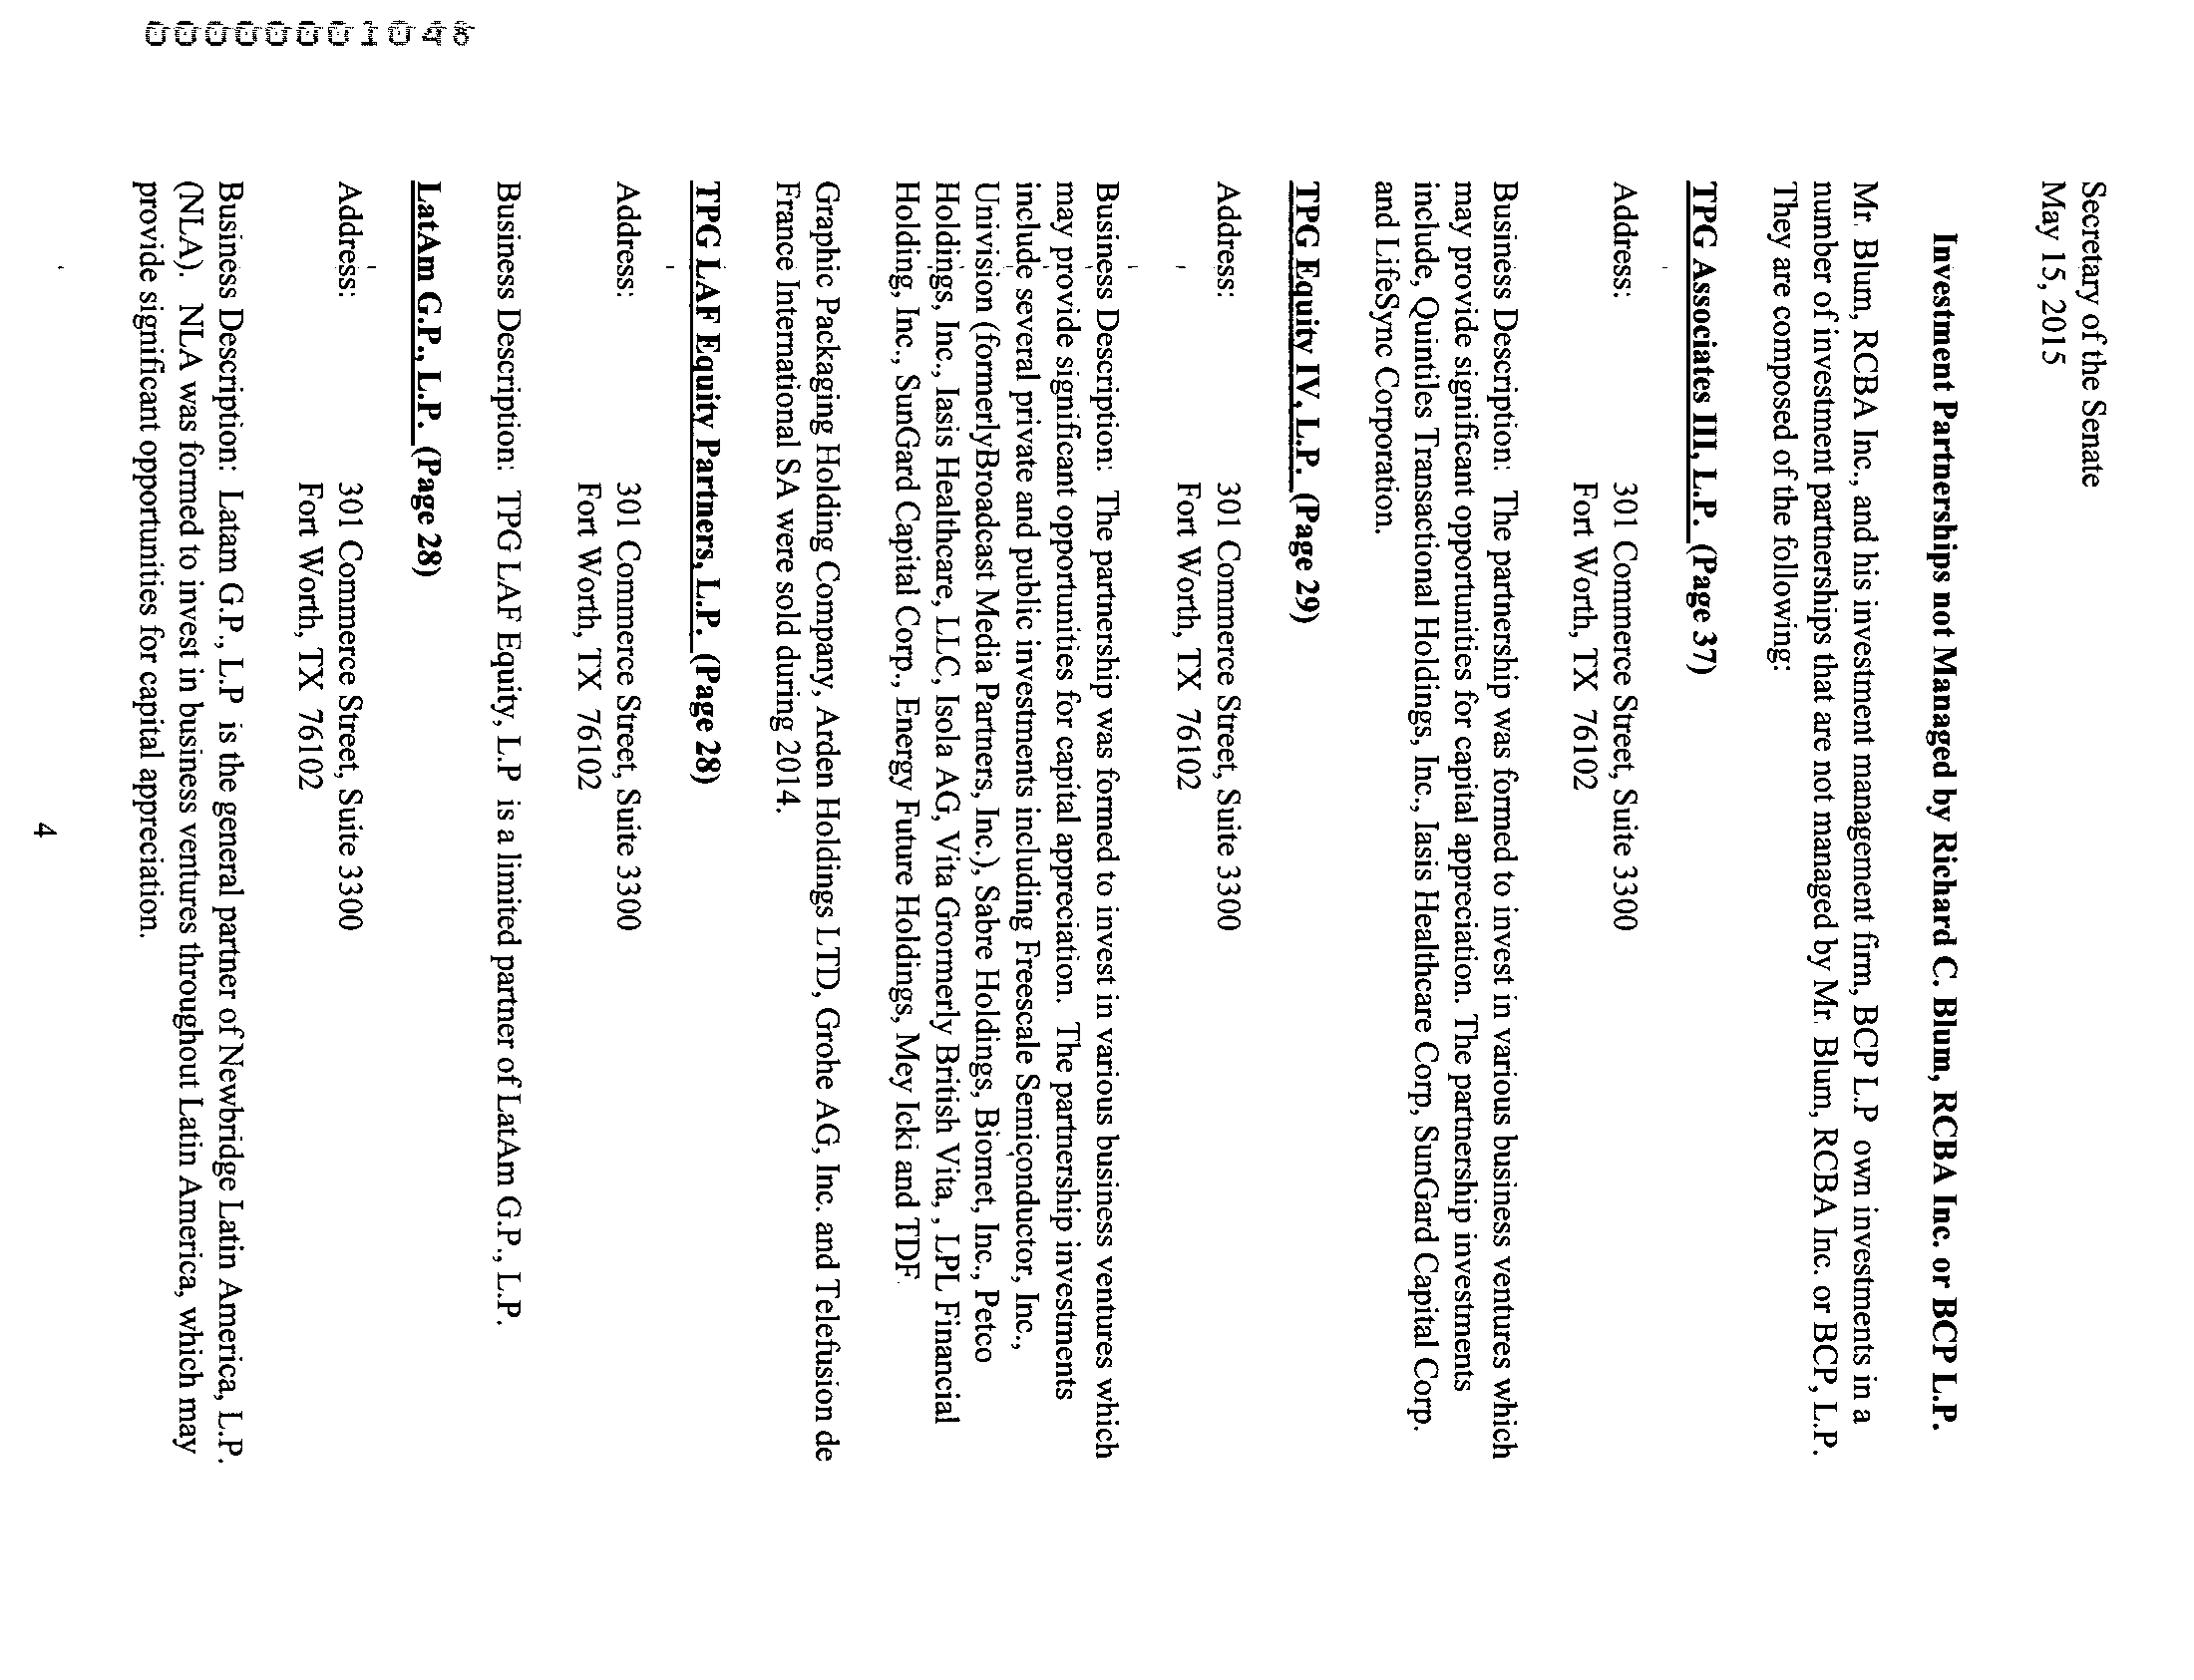 Secretary of the Senate
May 15, 2015
Investment Partnerships not Managed by Richard C. Blum, RCBA Inc. or BCP L.P.
Mr. Blum, RCBA Inc., and his investment management firm, BCP L.P own investments in a
number of investment partnerships that are not managed by Mr. Blum, RCBA Inc. or BCP, L.P.
They are composed of the following:
TPG Associates III, L.P. (Page 37)
Address: 301 Commerce Street, Suite 3300
Fort Worth, TX 76102
Business Description: The partnership was formed to invest in various business ventures which
may provide significant opportunities for capital appreciation. The partnership investments
include, Quintiles Transactional Holdings, Inc., Iasis Healthcare Corp, SunGard Capital Corp.
and LifeSync Corporation.
TPG Equity IV, L.P. (Page 29)
Address: 301 Commerce Street, Suite 3300
Fort Worth, TX 76102
Business Description: The partnership was formed to invest in various business ventures which
may provide significant opportunities for capital appreciation. The partnership investments
include several private and public investments including Freescale Semiconductor, Inc.,
Univision (formerlyBroadcast Media Partners, Inc.), Sabre Holdings, Biomet, Inc., Petco
Holdings, Inc., Iasis Healthcare, LLC, Isola AG, Vita Grormerly British Vita, , LPL Financial
Holding, Inc., SunGard Capital Corp., Energy Future Holdings, Mey Icki and TDF.
Graphic Packaging Holding Company, Arden Holdings LTD, Grohe AG, Inc. and Telefusion de
France International SA were sold during 2014.
TPG LAF Equity Partners, L.P. (Page 28)
Address: 301 Commerce Street, Suite 3300
Fort Worth, TX 76102
Business Description: TPG LAF Equity, L.P is a limited partner of LatAm G.P., L.P.
LatAm G.P., L.P. (Page 28)
Address: 301 Commerce Street, Suite 3300
Fort Worth, TX 76102
Business Description: Latam G.P., L.P is the general partner of Newbridge Latin America, L.P.
(NLA). NLA was formed to invest in business ventures throughout Latin America, which may
provide significant opportunities for capital appreciation.
4
00000001048